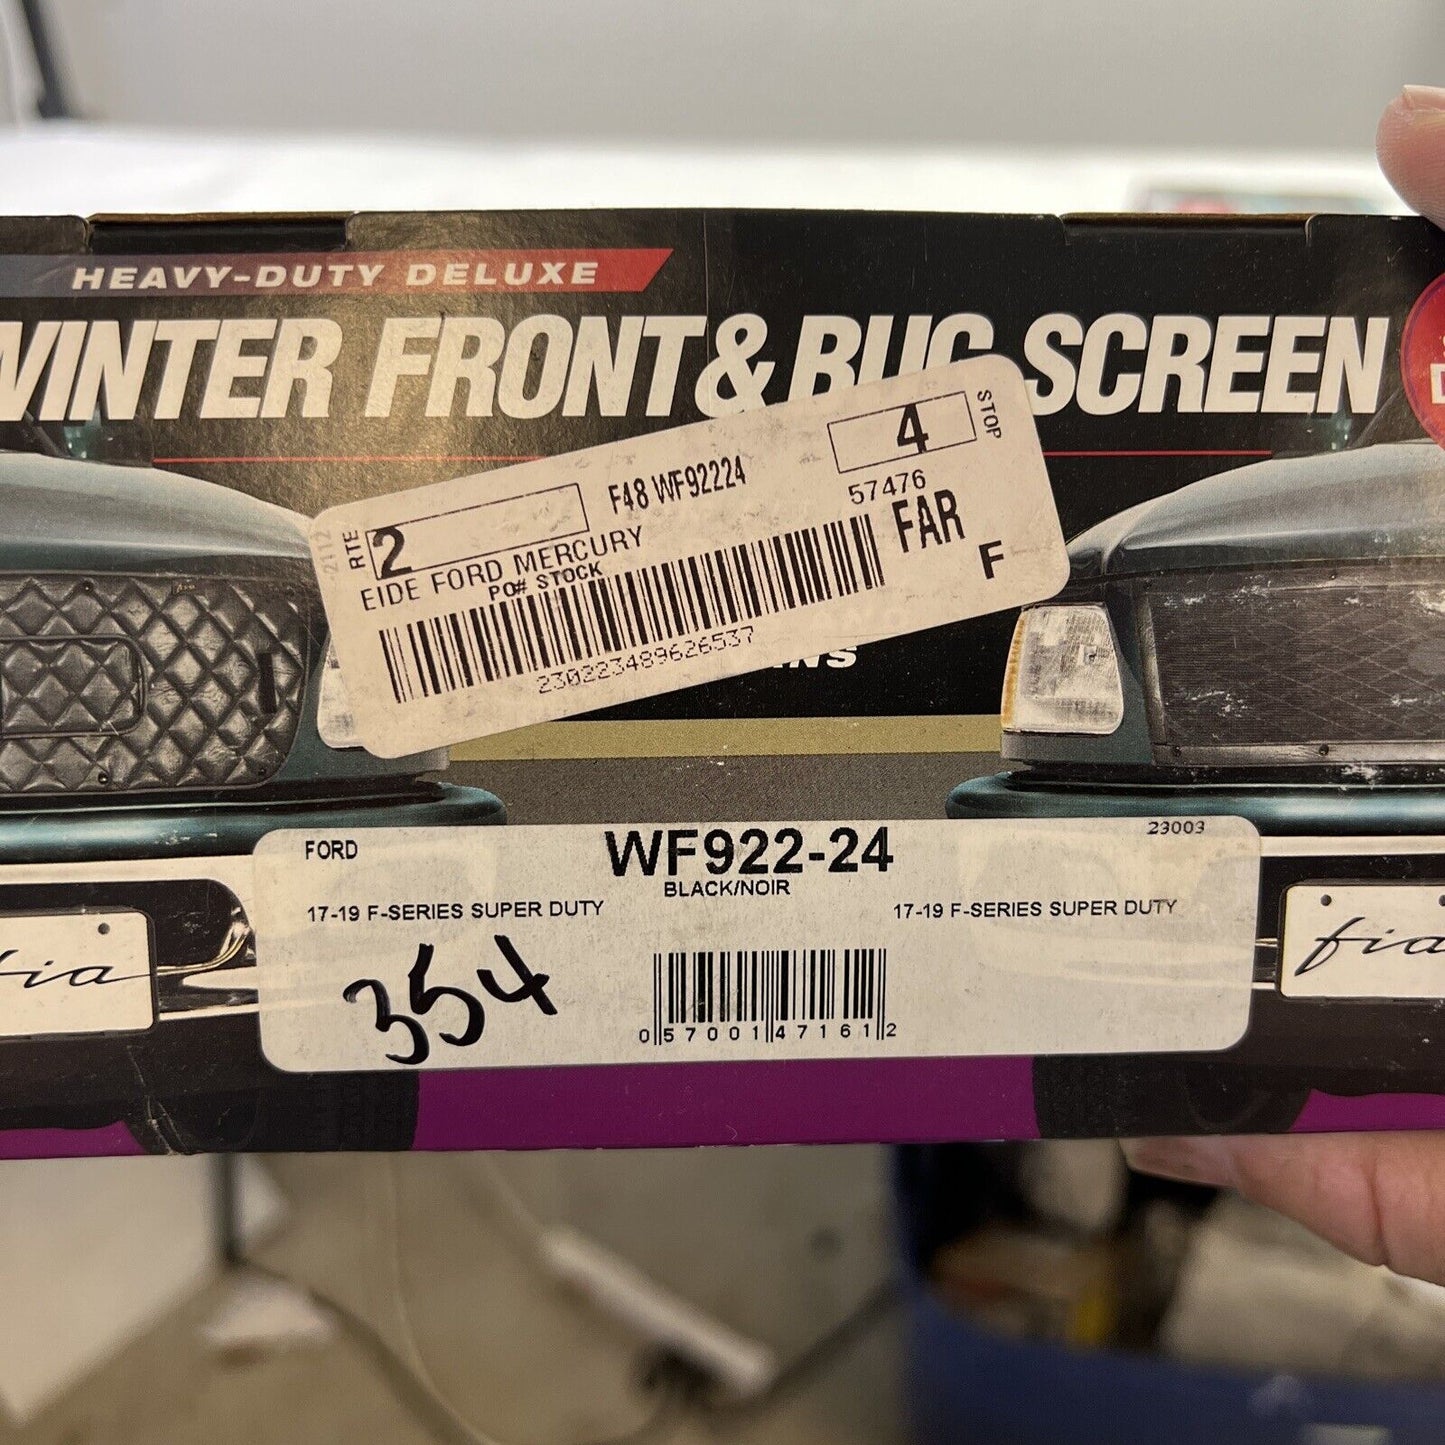 HEAVY-DUTY DELUXE
WINTER FRONT & BUG SCREEN
2112
RTE 2
F48 WF92224
4 STOP
57476
EIDE FORD MERCURY
PO# STOCK
FAR
F
230223489626537
FORD
WF922-24
23003
BLACK/NOIR
17-19 F-SERIES SUPER DUTY
17-19 F-SERIES SUPER DUTY
354
0 57001 47161 2
fia
fia